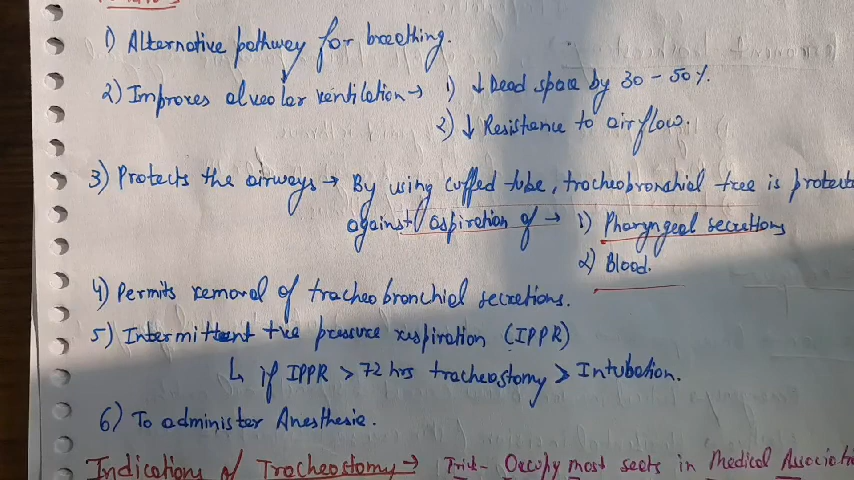 1) Alternative pathway for breathing.
2) Improves alveolar ventilation → 1) ↓ Dead space by 30 - 50%.
2) ↓ Resistance to airflow.
3) Protects the airways → By using cuffed tube, tracheobronchial tree is protect
against aspiration of → 1) Pharyngeal secretions
2) Blood.
4) Permits removal of tracheobronchial secretions.
5) Intermittent +ve pressure respiration (IPPR)
↳ if IPPR > 72 hrs tracheostomy > Intubation.
6) To administer Anesthesia.
Indications of Tracheostomy → Trick - Occupy most seats in Medical Associati